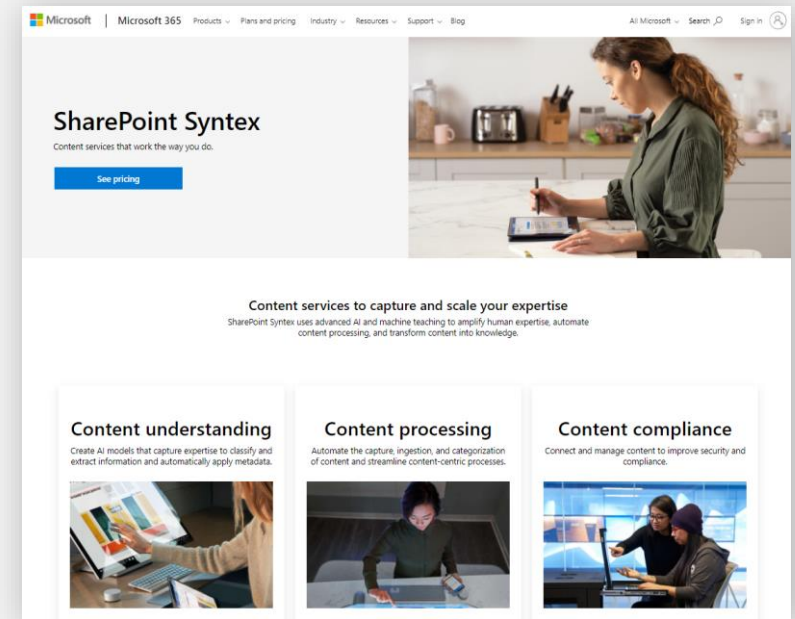 Microsoft Microsoft 365 Products Plans and pricing Industry Resources Support Blog All Microsoft Search Sign in
SharePoint Syntex
Content services that work the way you do.
See pricing
Content services to capture and scale your expertise
SharePoint Syntex uses advanced AI and machine teaching to amplify human expertise, automate
content processing, and transform content into knowledge.
Content understanding
Create AI models that capture expertise to classify and
extract information and automatically apply metadata.
Content processing
Automate the capture, ingestion, and categorization
of content and streamline content-centric processes.
Content compliance
Connect and manage content to improve security and
compliance.